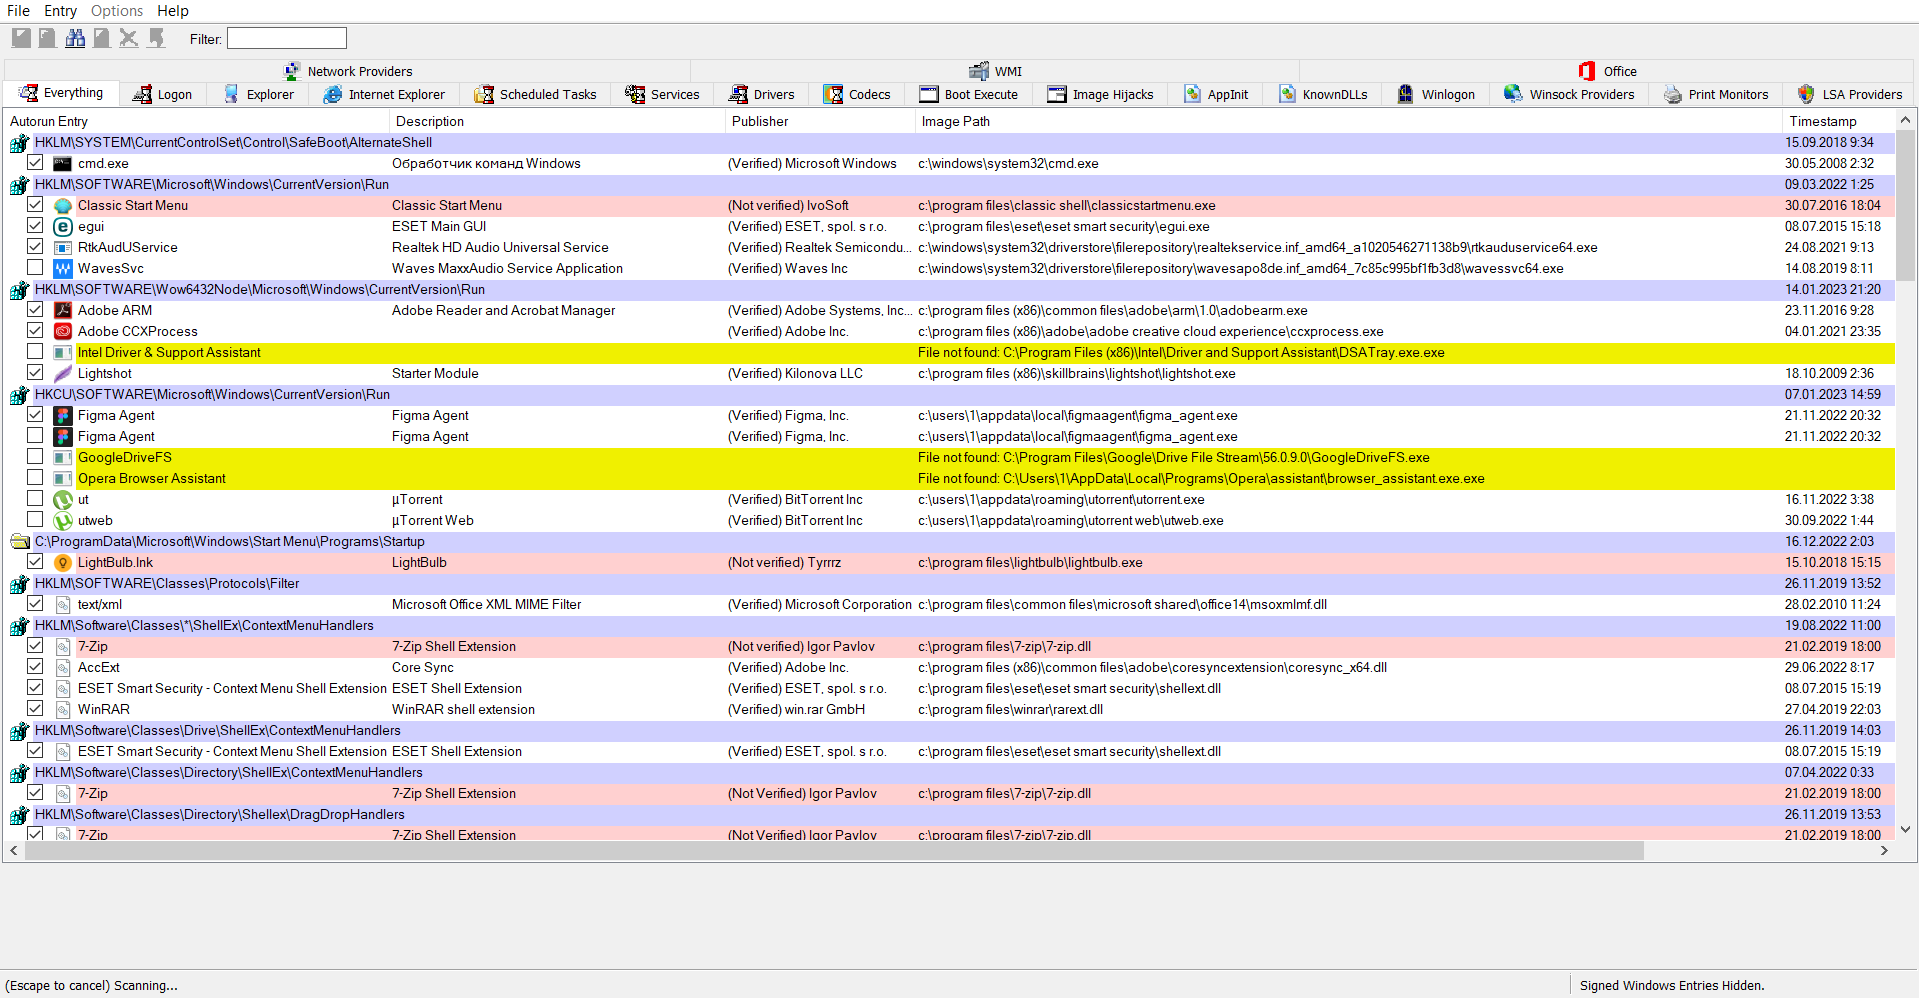 File Entry Options Help
Filter:
Network Providers WMI Office
Everything Logon Explorer Internet Explorer Scheduled Tasks Services Drivers Codecs Boot Execute Image Hijacks AppInit KnownDLLs Winlogon Winsock Providers Print Monitors LSA Providers
Autorun Entry Description Publisher Image Path Timestamp
HKLM\SYSTEM\CurrentControlSet\Control\SafeBoot\AlternateShell 15.09.2018 9:34
cmd.exe Обработчик команд Windows (Verified) Microsoft Windows c:\windows\system32\cmd.exe 30.05.2008 2:32
HKLM\SOFTWARE\Microsoft\Windows\CurrentVersion\Run 09.03.2022 1:25
Classic Start Menu Classic Start Menu (Not verified) IvoSoft c:\program files\classic shell\classicstartmenu.exe 30.07.2016 18:04
egui ESET Main GUI (Verified) ESET, spol. s r.o. c:\program files\eset\eset smart security\egui.exe 08.07.2015 15:18
RtkAudUService Realtek HD Audio Universal Service (Verified) Realtek Semicondu... c:\windows\system32\driverstore\filerepository\realtekservice.inf_amd64_a1020546271138b9\rtkauduservice64.exe 24.08.2021 9:13
WavesSvc Waves MaxxAudio Service Application (Verified) Waves Inc c:\windows\system32\driverstore\filerepository\wavesapo8de.inf_amd64_7c85c995bf1fb3d8\wavessvc64.exe 14.08.2019 8:11
HKLM\SOFTWARE\Wow6432Node\Microsoft\Windows\CurrentVersion\Run 14.01.2023 21:20
Adobe ARM Adobe Reader and Acrobat Manager (Verified) Adobe Systems, Inc... c:\program files (x86)\common files\adobe\arm\1.0\adobearm.exe 23.11.2016 9:28
Adobe CCXProcess (Verified) Adobe Inc. c:\program files (x86)\adobe\adobe creative cloud experience\ccxprocess.exe 04.01.2021 23:35
Intel Driver & Support Assistant File not found: C:\Program Files (x86)\Intel\Driver and Support Assistant\DSATray.exe.exe
Lightshot Starter Module (Verified) Kilonova LLC c:\program files (x86)\skillbrains\lightshot\lightshot.exe 18.10.2009 2:36
HKCU\SOFTWARE\Microsoft\Windows\CurrentVersion\Run 07.01.2023 14:59
Figma Agent Figma Agent (Verified) Figma, Inc. c:\users\1\appdata\local\figmaagent\figma_agent.exe 21.11.2022 20:32
Figma Agent Figma Agent (Verified) Figma, Inc. c:\users\1\appdata\local\figmaagent\figma_agent.exe 21.11.2022 20:32
GoogleDriveFS File not found: C:\Program Files\Google\Drive File Stream\56.0.9.0\GoogleDriveFS.exe
Opera Browser Assistant File not found: C:\Users\1\AppData\Local\Programs\Opera\assistant\browser_assistant.exe.exe
ut µTorrent (Verified) BitTorrent Inc c:\users\1\appdata\roaming\utorrent\utorrent.exe 16.11.2022 3:38
utweb µTorrent Web (Verified) BitTorrent Inc c:\users\1\appdata\roaming\utorrent web\utweb.exe 30.09.2022 1:44
C:\ProgramData\Microsoft\Windows\Start Menu\Programs\Startup 16.12.2022 2:03
LightBulb.lnk LightBulb (Not verified) Tyrrrz c:\program files\lightbulb\lightbulb.exe 15.10.2018 15:15
HKLM\SOFTWARE\Classes\Protocols\Filter 26.11.2019 13:52
text/xml Microsoft Office XML MIME Filter (Verified) Microsoft Corporation c:\program files\common files\microsoft shared\office14\msoxmlmf.dll 28.02.2010 11:24
HKLM\Software\Classes\*\ShellEx\ContextMenuHandlers 19.08.2022 11:00
7-Zip 7-Zip Shell Extension (Not verified) Igor Pavlov c:\program files\7-zip\7-zip.dll 21.02.2019 18:00
AccExt Core Sync (Verified) Adobe Inc. c:\program files (x86)\common files\adobe\coresyncextension\coresync_x64.dll 29.06.2022 8:17
ESET Smart Security - Context Menu Shell Extension ESET Shell Extension (Verified) ESET, spol. s r.o. c:\program files\eset\eset smart security\shellext.dll 08.07.2015 15:19
WinRAR WinRAR shell extension (Verified) win.rar GmbH c:\program files\winrar\rarext.dll 27.04.2019 22:03
HKLM\Software\Classes\Drive\ShellEx\ContextMenuHandlers 26.11.2019 14:03
ESET Smart Security - Context Menu Shell Extension ESET Shell Extension (Verified) ESET, spol. s r.o. c:\program files\eset\eset smart security\shellext.dll 08.07.2015 15:19
HKLM\Software\Classes\Directory\ShellEx\ContextMenuHandlers 07.04.2022 0:33
7-Zip 7-Zip Shell Extension (Not Verified) Igor Pavlov c:\program files\7-zip\7-zip.dll 21.02.2019 18:00
HKLM\Software\Classes\Directory\Shellex\DragDropHandlers 26.11.2019 13:53
7-Zip 7-Zip Shell Extension (Not Verified) Igor Pavlov c:\program files\7-zip\7-zip.dll 21.02.2019 18:00
(Escape to cancel) Scanning... Signed Windows Entries Hidden.